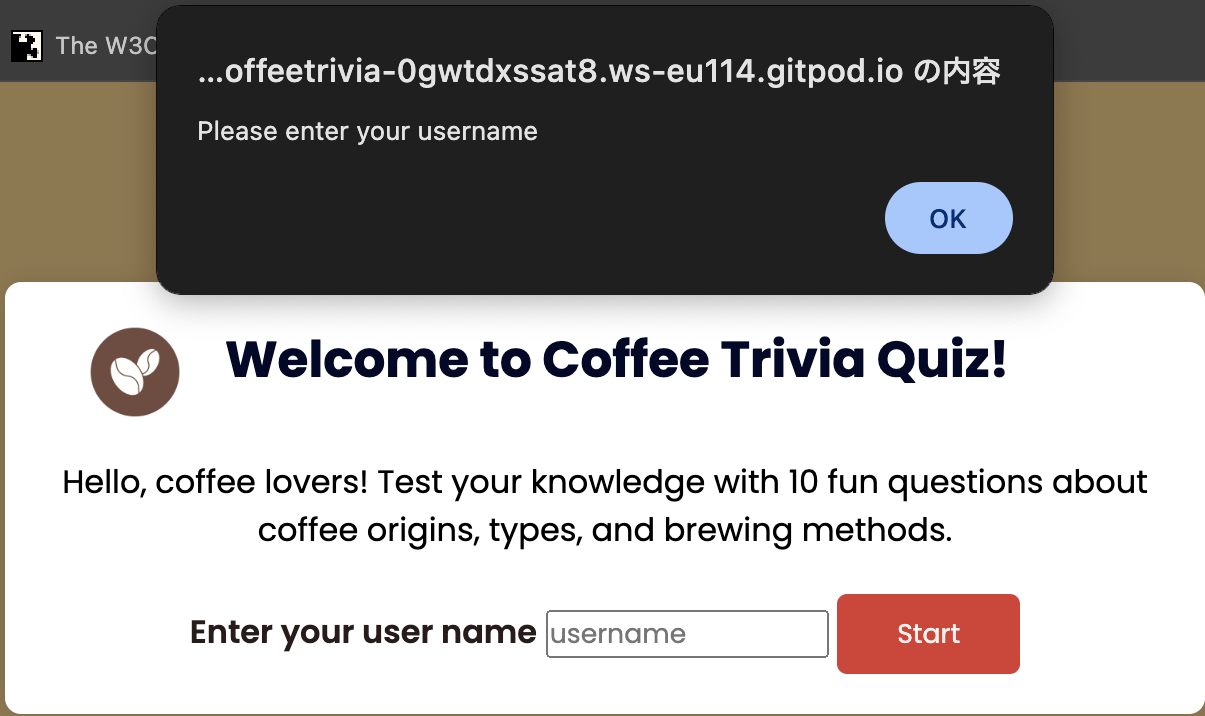 The W3C
...offeetrivia-0gwtdxssat8.ws-eu114.gitpod.io の内容
Please enter your username
OK
Welcome to Coffee Trivia Quiz!
Hello, coffee lovers! Test your knowledge with 10 fun questions about
coffee origins, types, and brewing methods.
Enter your user name username Start